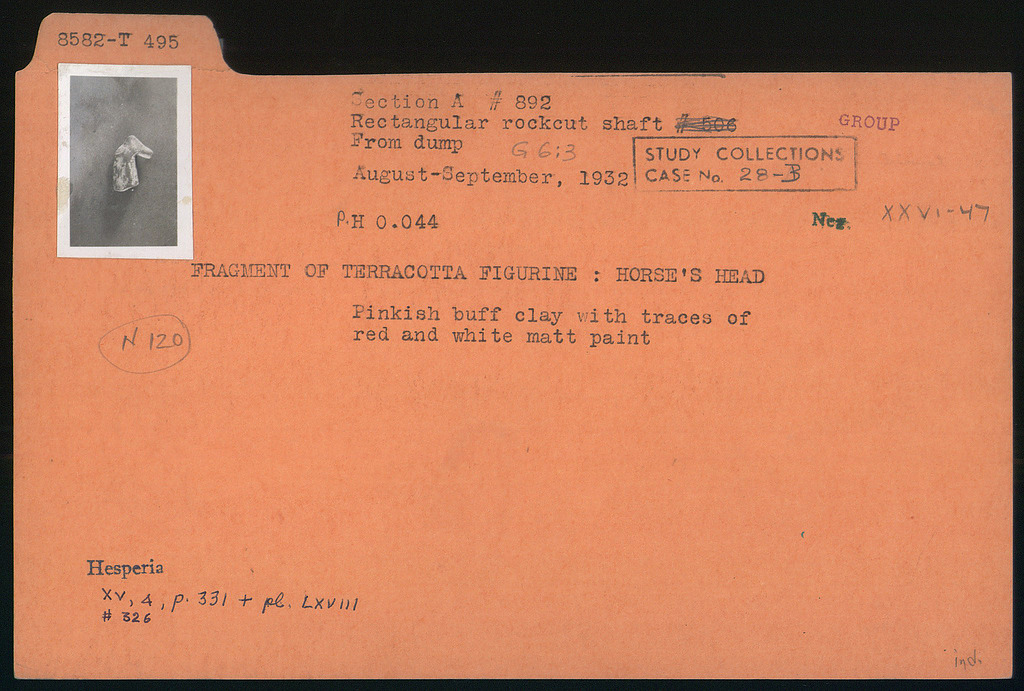 8582-T 495
Section A # 892
Rectangular rockcut shaft # 506
GROUP
From dump G 6:3
STUDY COLLECTIONS
CASE No. 28-B
August-September, 1932
P.H 0.044
Neg. XXVI-47
FRAGMENT OF TERRACOTTA FIGURINE : HORSE'S HEAD
Pinkish buff clay with traces of
red and white matt paint
N 120
Hesperia
XV, 4, p. 331 + pl. LXVIII
# 326
ind.